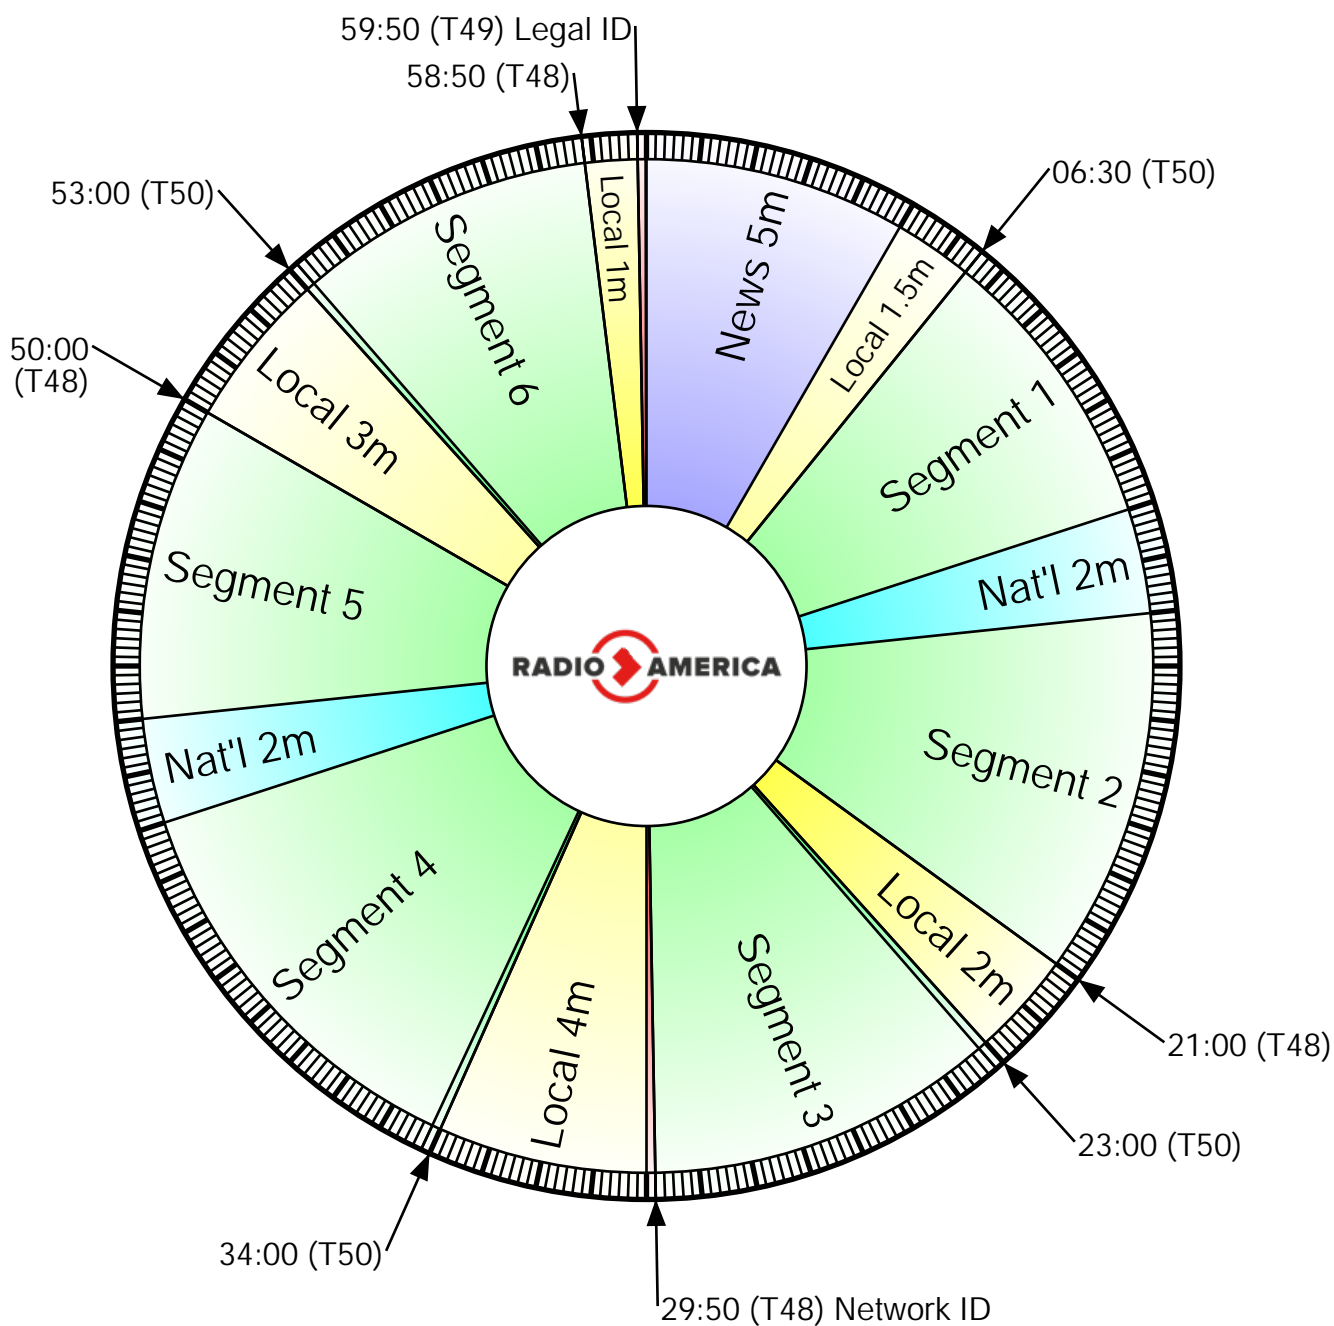 59:50 (T49) Legal ID
58:50 (T48)
53:00 (T50)
06:30 (T50)
50:00
(T48)
News 5m
Local 1.5m
Segment 1
Nat'l 2m
Segment 2
Local 2m
21:00 (T48)
23:00 (T50)
Segment 3
29:50 (T48) Network ID
Local 4m
34:00 (T50)
Segment 4
Nat'l 2m
Segment 5
Local 3m
Segment 6
Local 1m
RADIO AMERICA